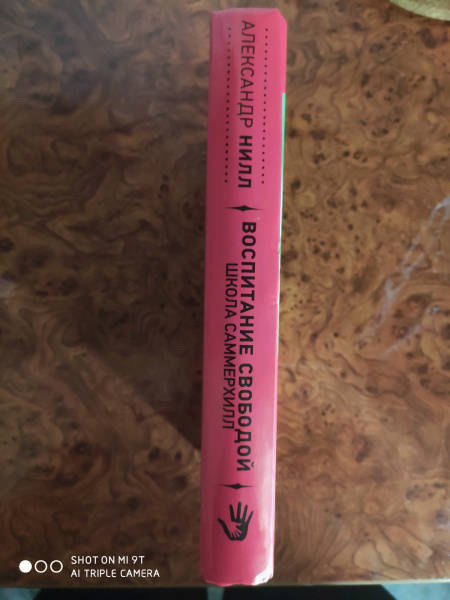 АЛЕКСАНДР НИЛЛ
ВОСПИТАНИЕ СВОБОДОЙ
ШКОЛА САММЕРХИЛЛ
SHOT ON MI 9T
AI TRIPLE CAMERA